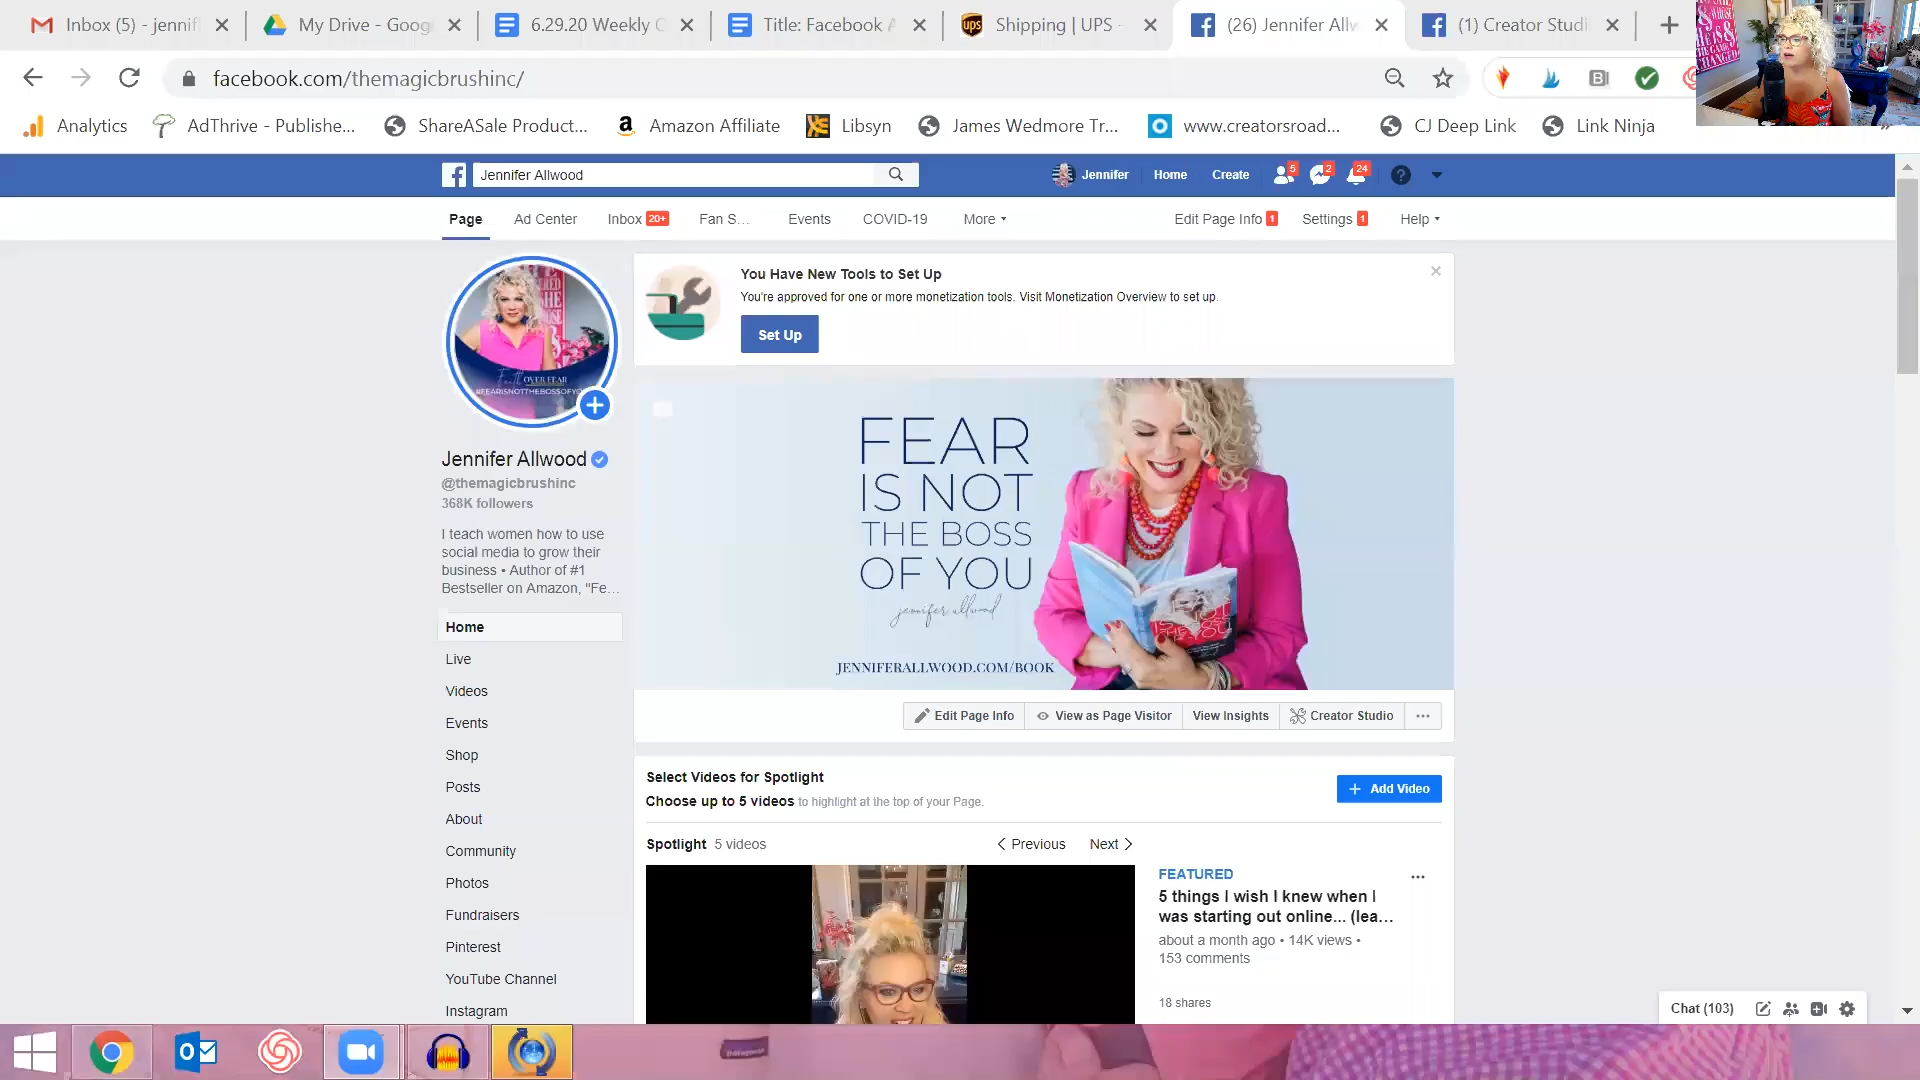 Inbox (5) - jennif
My Drive - Goog
6.29.20 Weekly C
Title: Facebook A
Shipping | UPS -
(26) Jennifer Allw
(1) Creator Studi
facebook.com/themagicbrushinc/
Analytics
AdThrive - Publishe...
ShareASale Product...
Amazon Affiliate
Libsyn
James Wedmore Tr...
www.creatorsroad...
CJ Deep Link
Link Ninja
Jennifer Allwood
Jennifer
Home
Create
5
2
24
Page
Ad Center
Inbox 20+
Fan S...
Events
COVID-19
More
Edit Page Info 1
Settings 1
Help
You Have New Tools to Set Up
You're approved for one or more monetization tools. Visit Monetization Overview to set up.
Set Up
Faith OVER FEAR
#FEARISNOTTHEBOSSOFYO
Jennifer Allwood
@themagicbrushinc
368K followers
I teach women how to use
social media to grow their
business • Author of #1
Bestseller on Amazon, "Fe...
FEAR
IS NOT
THE BOSS
OF YOU
jennifer allwood
JENNIFERALLWOOD.COM/BOOK
Home
Live
Videos
Events
Shop
Posts
About
Community
Photos
Fundraisers
Pinterest
YouTube Channel
Instagram
Edit Page Info
View as Page Visitor
View Insights
Creator Studio
Select Videos for Spotlight
Choose up to 5 videos to highlight at the top of your Page.
+ Add Video
Spotlight 5 videos
Previous
Next
FEATURED
5 things I wish I knew when I
was starting out online... (lea...
about a month ago • 14K views •
153 comments
18 shares
Chat (103)